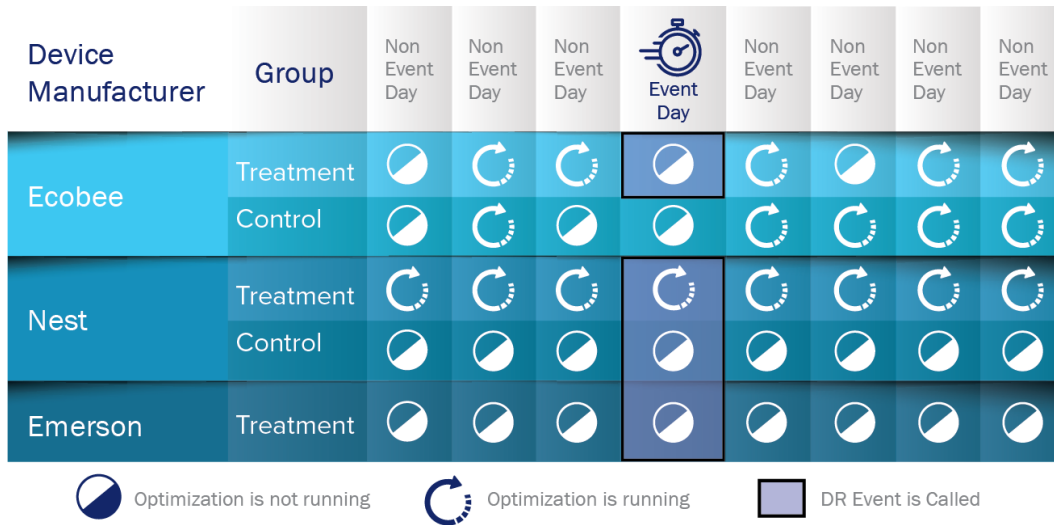 Device
Manufacturer
Group
Non
Event
Day
Non
Event
Day
Non
Event
Day
Event
Day
Non
Event
Day
Non
Event
Day
Non
Event
Day
Non
Event
Day
Ecobee
Treatment
Control
Nest
Treatment
Control
Emerson
Treatment
Optimization is not running
Optimization is running
DR Event is Called